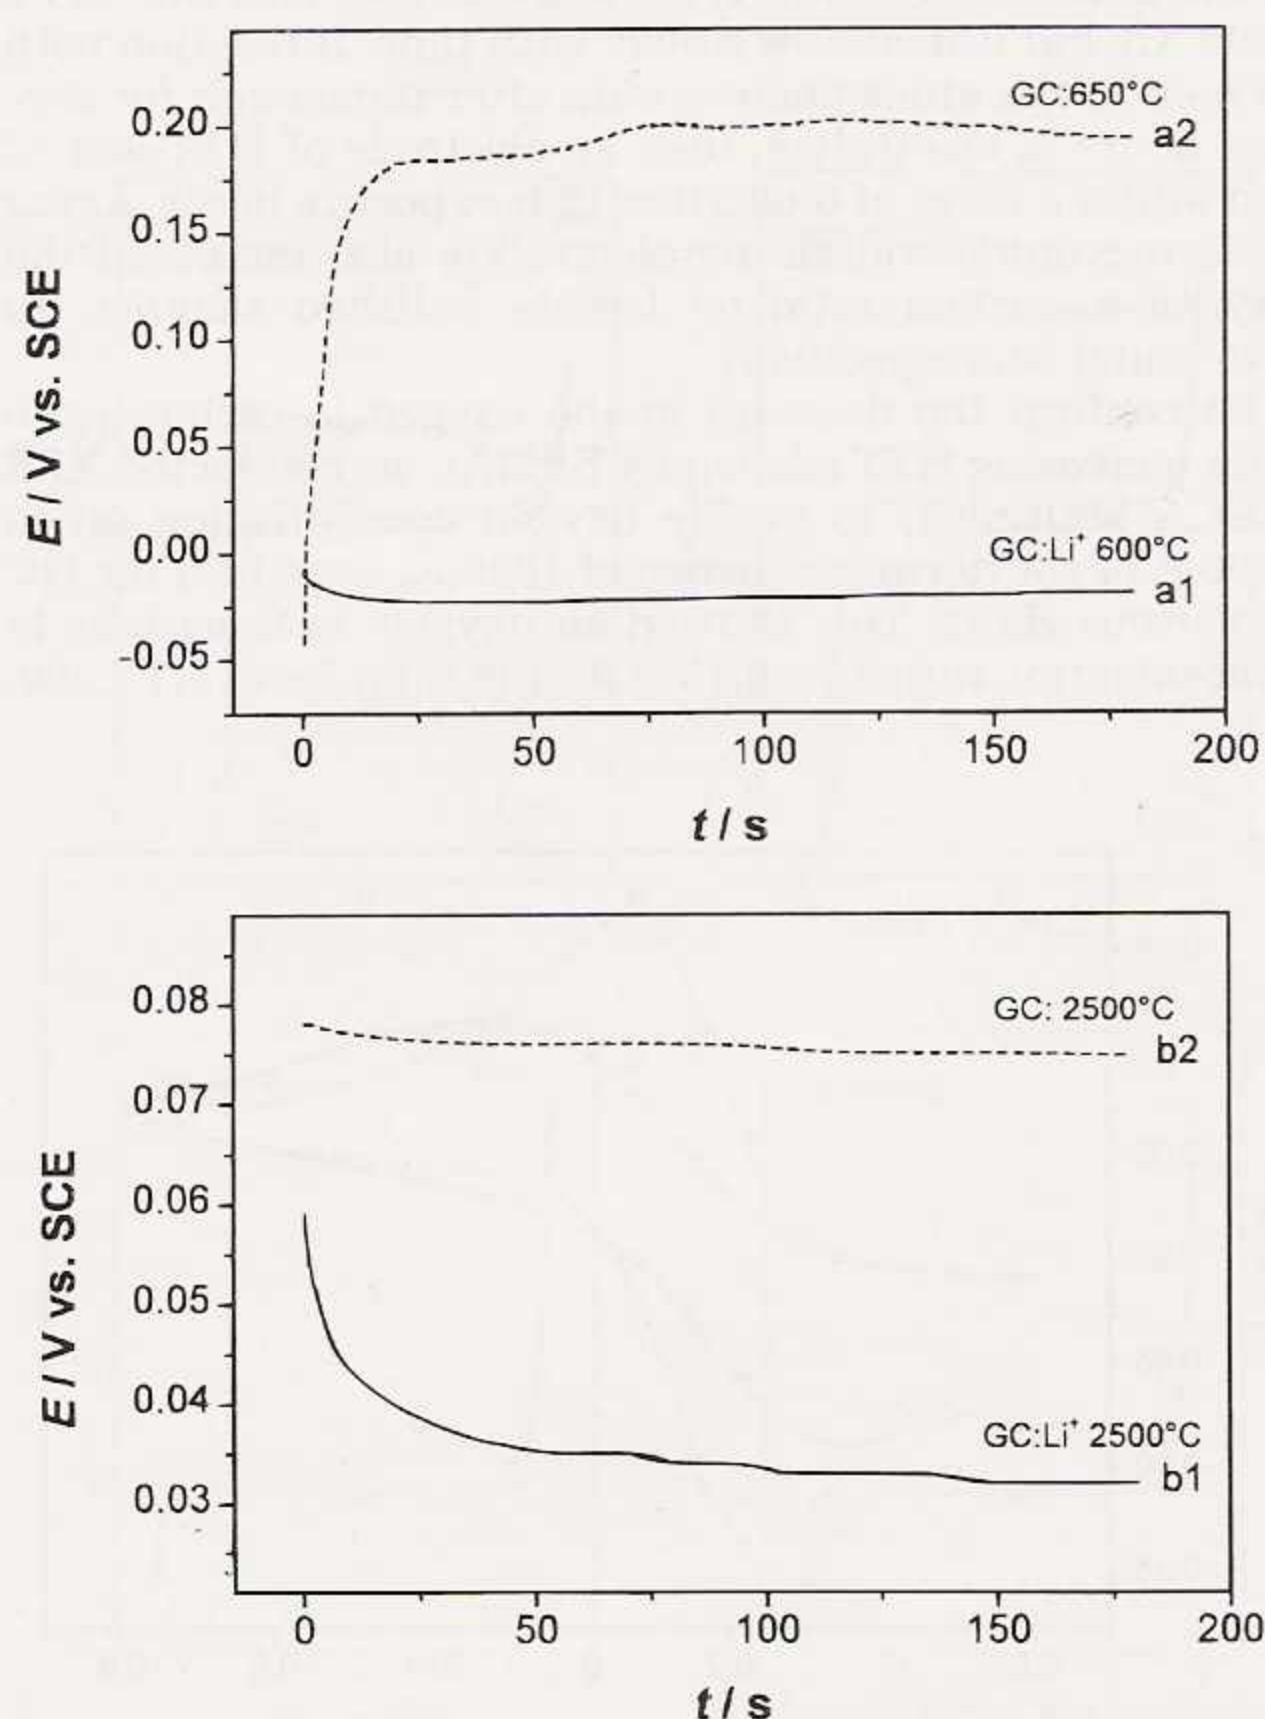 GC:650°C
0.20
a2
0.15
0.10
0.05
0.00
GC:Li⁺ 600°C
a1
-0.05
E / V vs. SCE
0 50 100 150 200
t / s
GC: 2500°C
0.08
b2
0.07
0.06
0.05
0.04
GC:Li⁺ 2500°C
b1
0.03
E / V vs. SCE
0 50 100 150 200
t / s